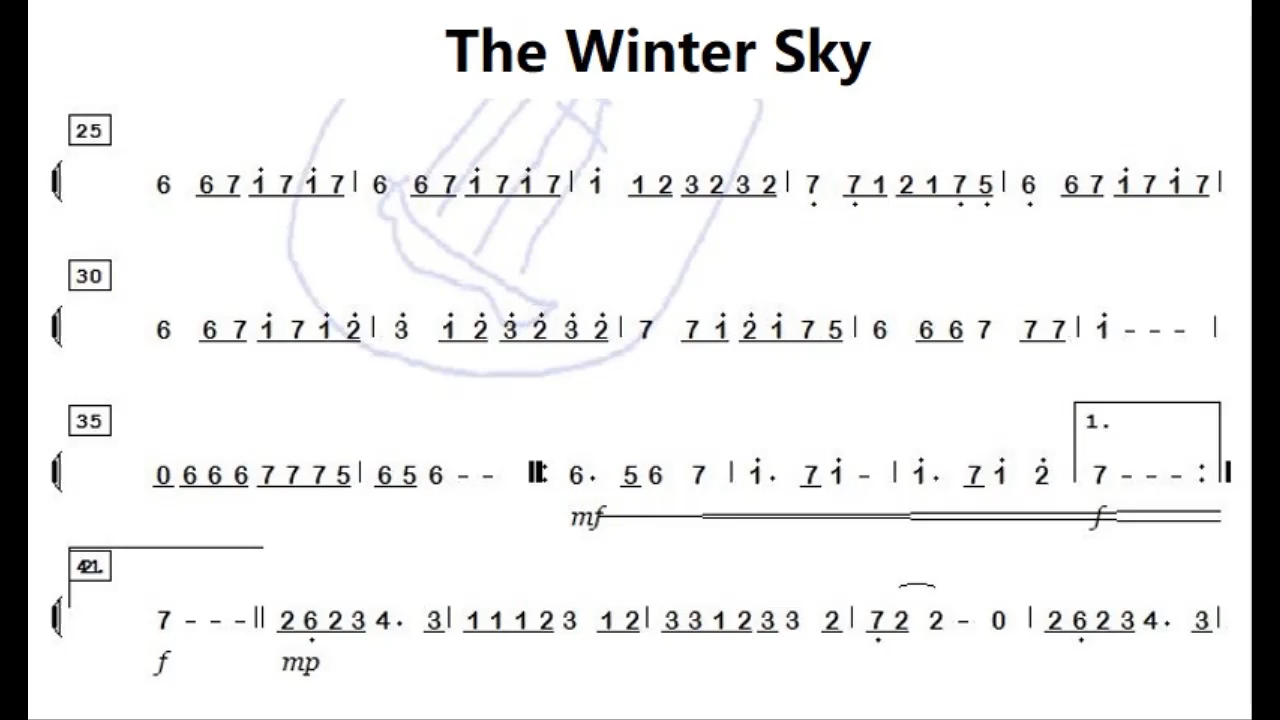 The Winter Sky
25
6 6 7 1̇ 7 1̇ 7 | 6 6 7 1̇ 7 1̇ 7 | 1̇ 1 2 3 2 3 2 | 7̣ 7̣ 1 2 1 7̣ 5̣ | 6̣ 6 7 1̇ 7 1̇ 7 |
30
6 6 7 1̇ 7 1̇ 2̇ | 3̇ 1̇ 2̇ 3̇ 2̇ 3̇ 2̇ | 7 7 1̇ 2̇ 1̇ 7 5 | 6 6 6 7 7 7 | 1̇ - - - |
35
1.
0 6 6 6 7 7 7 5 | 6 5 6 - - 𝄆 6. 5 6 7 | 1̇. 7 1̇ - | 1̇. 7 1̇ 2̇ | 7 - - - :|
mf f
7 - - - || 2 6̣ 2 3 4. 3 | 1 1 1 2 3 1 2 | 3 3 1 2 3 3 2 | 7̣ 2 2 - 0 | 2 6̣ 2 3 4. 3 |
f mp